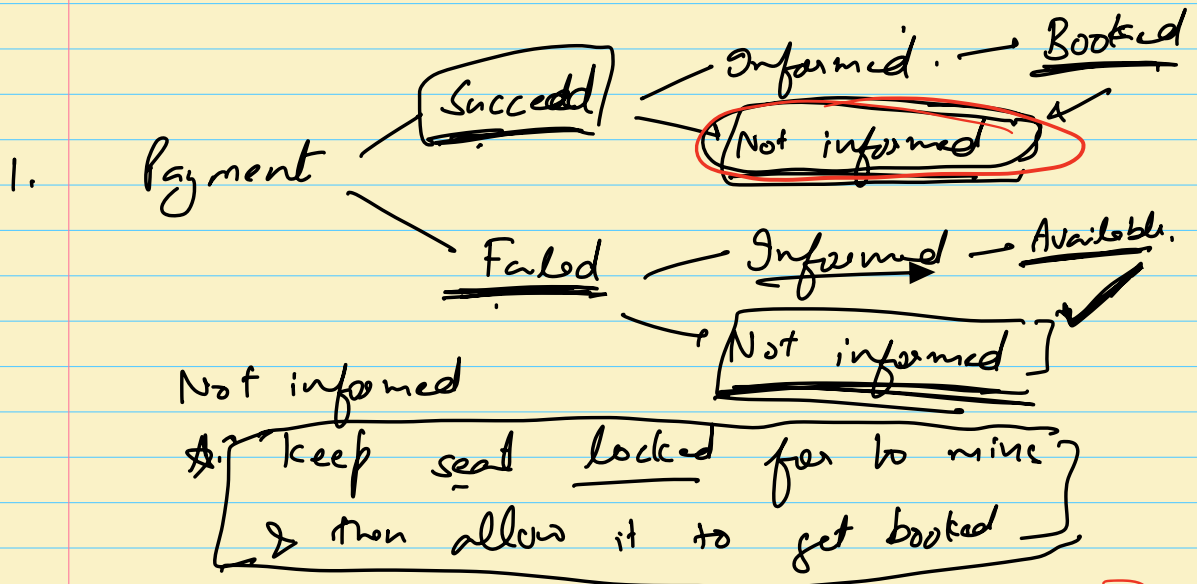 Succeedd
Informed. → Booked
Not informed
1. Payment
Failed
Informed - Available.
Not informed
Not informed
keep seat locked for 10 mins
& then allow it to get booked